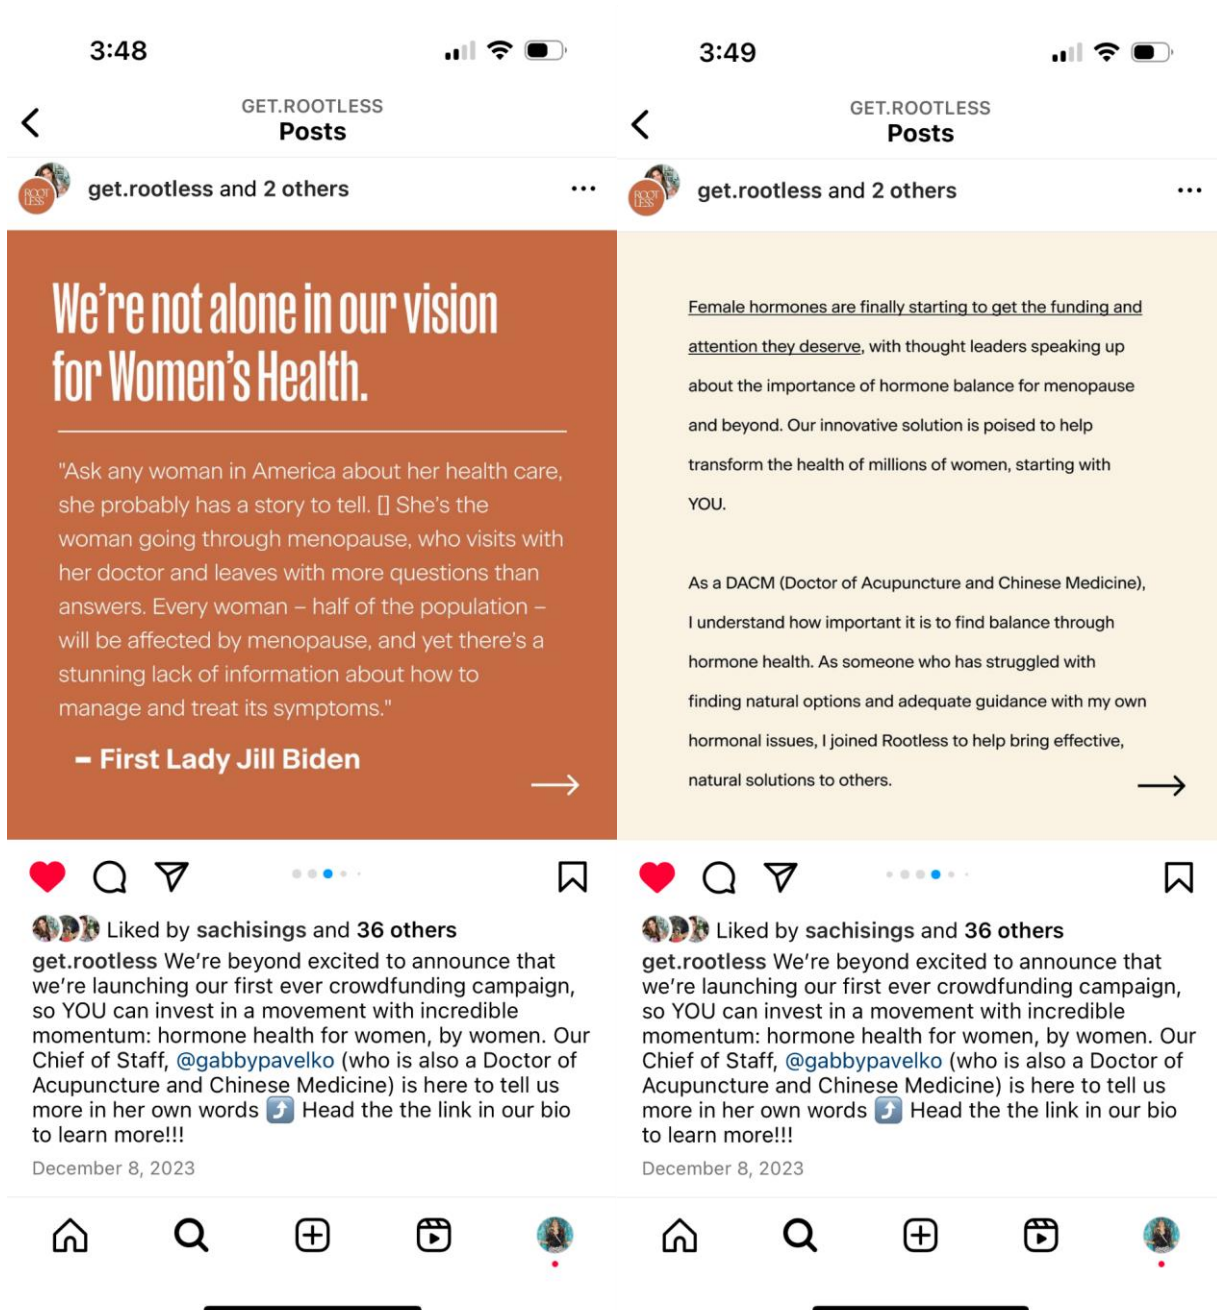 3:48
GET.ROOTLESS
Posts
ROOT
LESS
get.rootless and 2 others
We're not alone in our vision
for Women's Health.
"Ask any woman in America about her health care,
she probably has a story to tell. [] She's the
woman going through menopause, who visits with
her doctor and leaves with more questions than
answers. Every woman – half of the population –
will be affected by menopause, and yet there's a
stunning lack of information about how to
manage and treat its symptoms."
– First Lady Jill Biden
Liked by sachisings and 36 others
get.rootless We're beyond excited to announce that
we're launching our first ever crowdfunding campaign,
so YOU can invest in a movement with incredible
momentum: hormone health for women, by women. Our
Chief of Staff, @gabbypavelko (who is also a Doctor of
Acupuncture and Chinese Medicine) is here to tell us
more in her own words ⤴️ Head the the link in our bio
to learn more!!!
December 8, 2023
3:49
GET.ROOTLESS
Posts
ROOT
LESS
get.rootless and 2 others
Female hormones are finally starting to get the funding and
attention they deserve, with thought leaders speaking up
about the importance of hormone balance for menopause
and beyond. Our innovative solution is poised to help
transform the health of millions of women, starting with
YOU.
As a DACM (Doctor of Acupuncture and Chinese Medicine),
I understand how important it is to find balance through
hormone health. As someone who has struggled with
finding natural options and adequate guidance with my own
hormonal issues, I joined Rootless to help bring effective,
natural solutions to others.
Liked by sachisings and 36 others
get.rootless We're beyond excited to announce that
we're launching our first ever crowdfunding campaign,
so YOU can invest in a movement with incredible
momentum: hormone health for women, by women. Our
Chief of Staff, @gabbypavelko (who is also a Doctor of
Acupuncture and Chinese Medicine) is here to tell us
more in her own words ⤴️ Head the the link in our bio
to learn more!!!
December 8, 2023